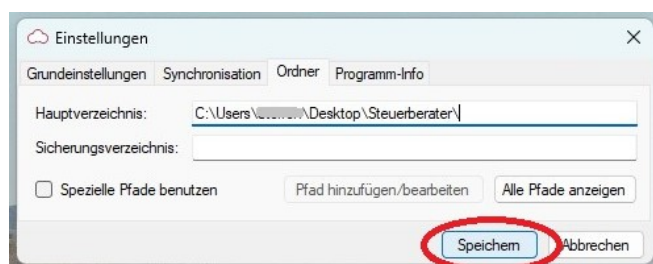 Einstellungen
Grundeinstellungen Synchronisation Ordner Programm-Info
Hauptverzeichnis: C:\Users\ \Desktop\Steuerberater\
Sicherungsverzeichnis:
Spezielle Pfade benutzen Pfad hinzufügen/bearbeiten Alle Pfade anzeigen
Speichern Abbrechen